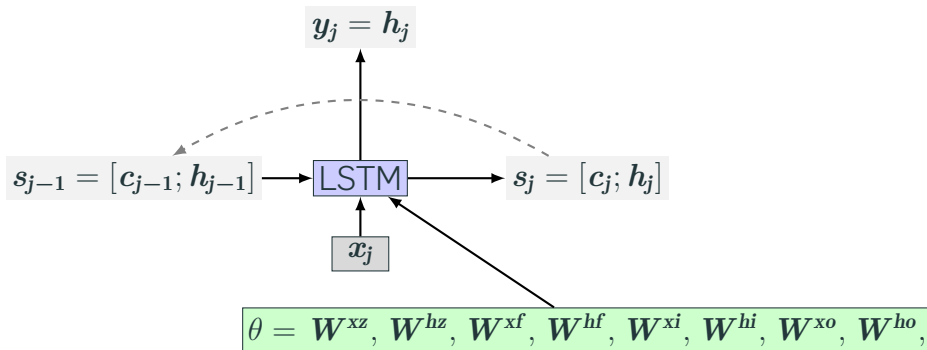 y_j = h_j
s_{j−1} = [c_{j−1}; h_{j−1}] LSTM s_j = [c_j; h_j]
x_j
θ = W^{xz}, W^{hz}, W^{xf}, W^{hf}, W^{xi}, W^{hi}, W^{xo}, W^{ho},